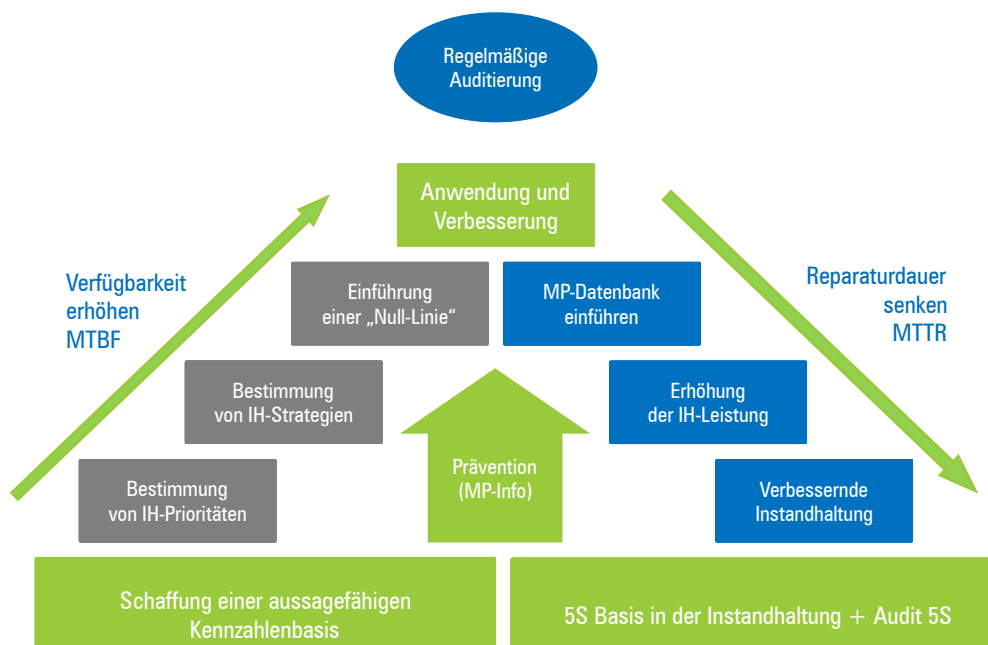 Regelmäßige
Auditierung
Anwendung und
Verbesserung
Verfügbarkeit
erhöhen
MTBF
Einführung
einer „Null-Linie“
MP-Datenbank
einführen
Reparaturdauer
senken
MTTR
Bestimmung
von IH-Strategien
Erhöhung
der IH-Leistung
Bestimmung
von IH-Prioritäten
Prävention
(MP-Info)
Verbessernde
Instandhaltung
Schaffung einer aussagefähigen
Kennzahlenbasis
5S Basis in der Instandhaltung + Audit 5S